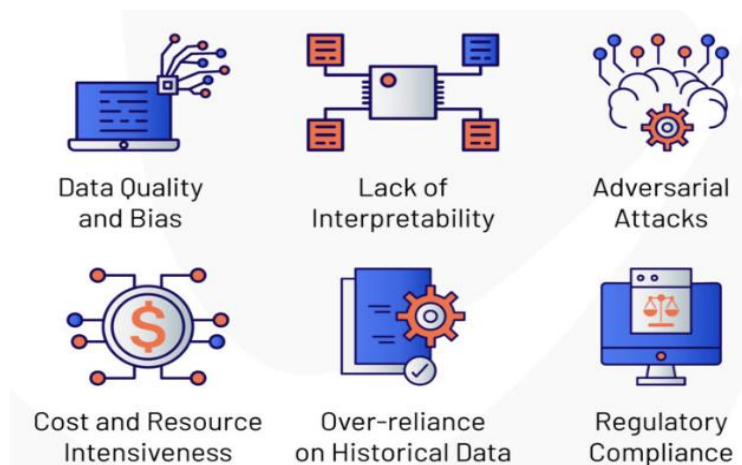 Data Quality
and Bias
Lack of
Interpretability
Adversarial
Attacks
$
Cost and Resource
Intensiveness
Over-reliance
on Historical Data
Regulatory
Compliance